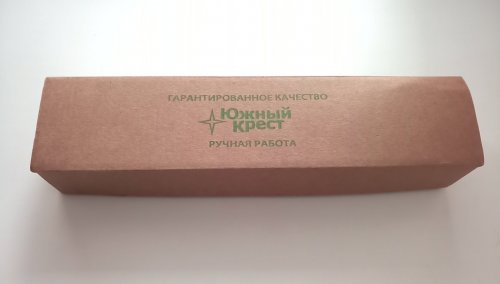 ГАРАНТИРОВАННОЕ КАЧЕСТВО
Южный
Крест
РУЧНАЯ РАБОТА